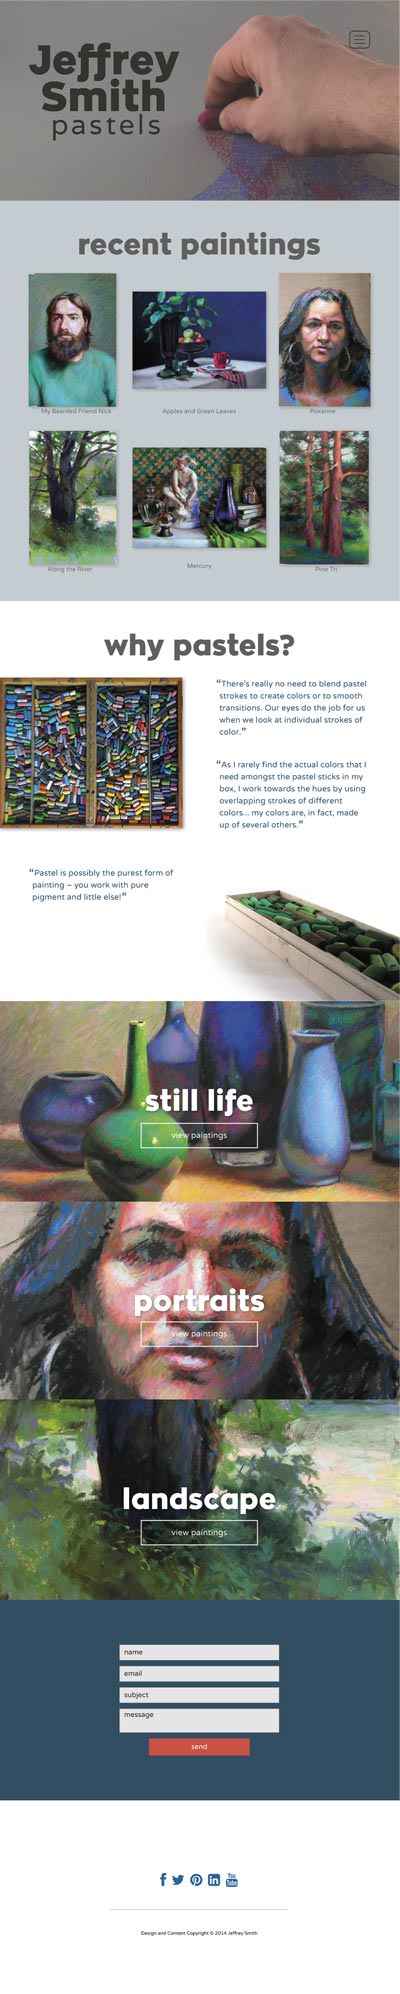 Jeffrey
Smith
pastels
recent paintings
My Bearded Friend Nick
Apples and Green Leaves
Roxanne
Along the River
Mercury
Pine Tri
why pastels?
“There's really no need to blend pastel
strokes to create colors or to smooth
transitions. Our eyes do the job for us
when we look at individual strokes of
color.”
“As I rarely find the actual colors that I
need amongst the pastel sticks in my
box, I work towards the hues by using
overlapping strokes of different
colors... my colors are, in fact, made
up of several others.”
“Pastel is possibly the purest form of
painting – you work with pure
pigment and little else!”
still life
view paintings
portraits
view paintings
landscape
view paintings
name
email
subject
message
send
You
Tube
Design and Content Copyright © 2014 Jeffrey Smith